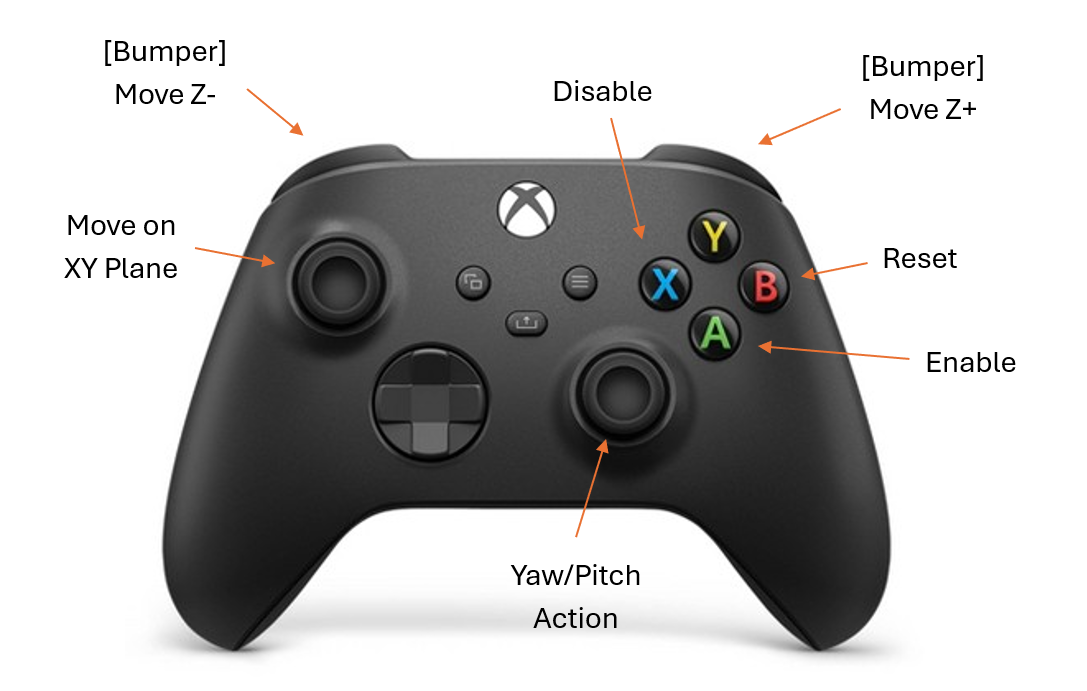 [Bumper]
Move Z-
[Bumper]
Move Z+
Disable
Move on
XY Plane
Y
X
B
A
Reset
Enable
Yaw/Pitch
Action